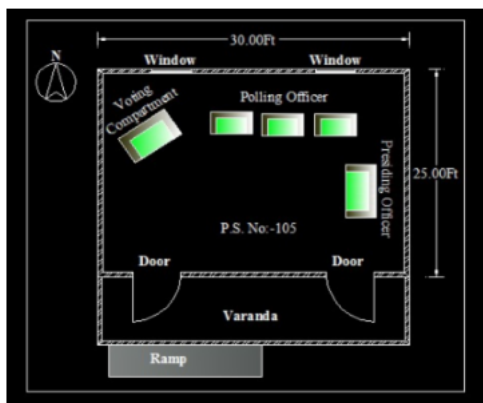 30.00Ft
N
Window
Window
Voting
Compartment
Polling Officer
Presiding Officer
25.00Ft
P.S. No:-105
Door
Door
Varanda
Ramp